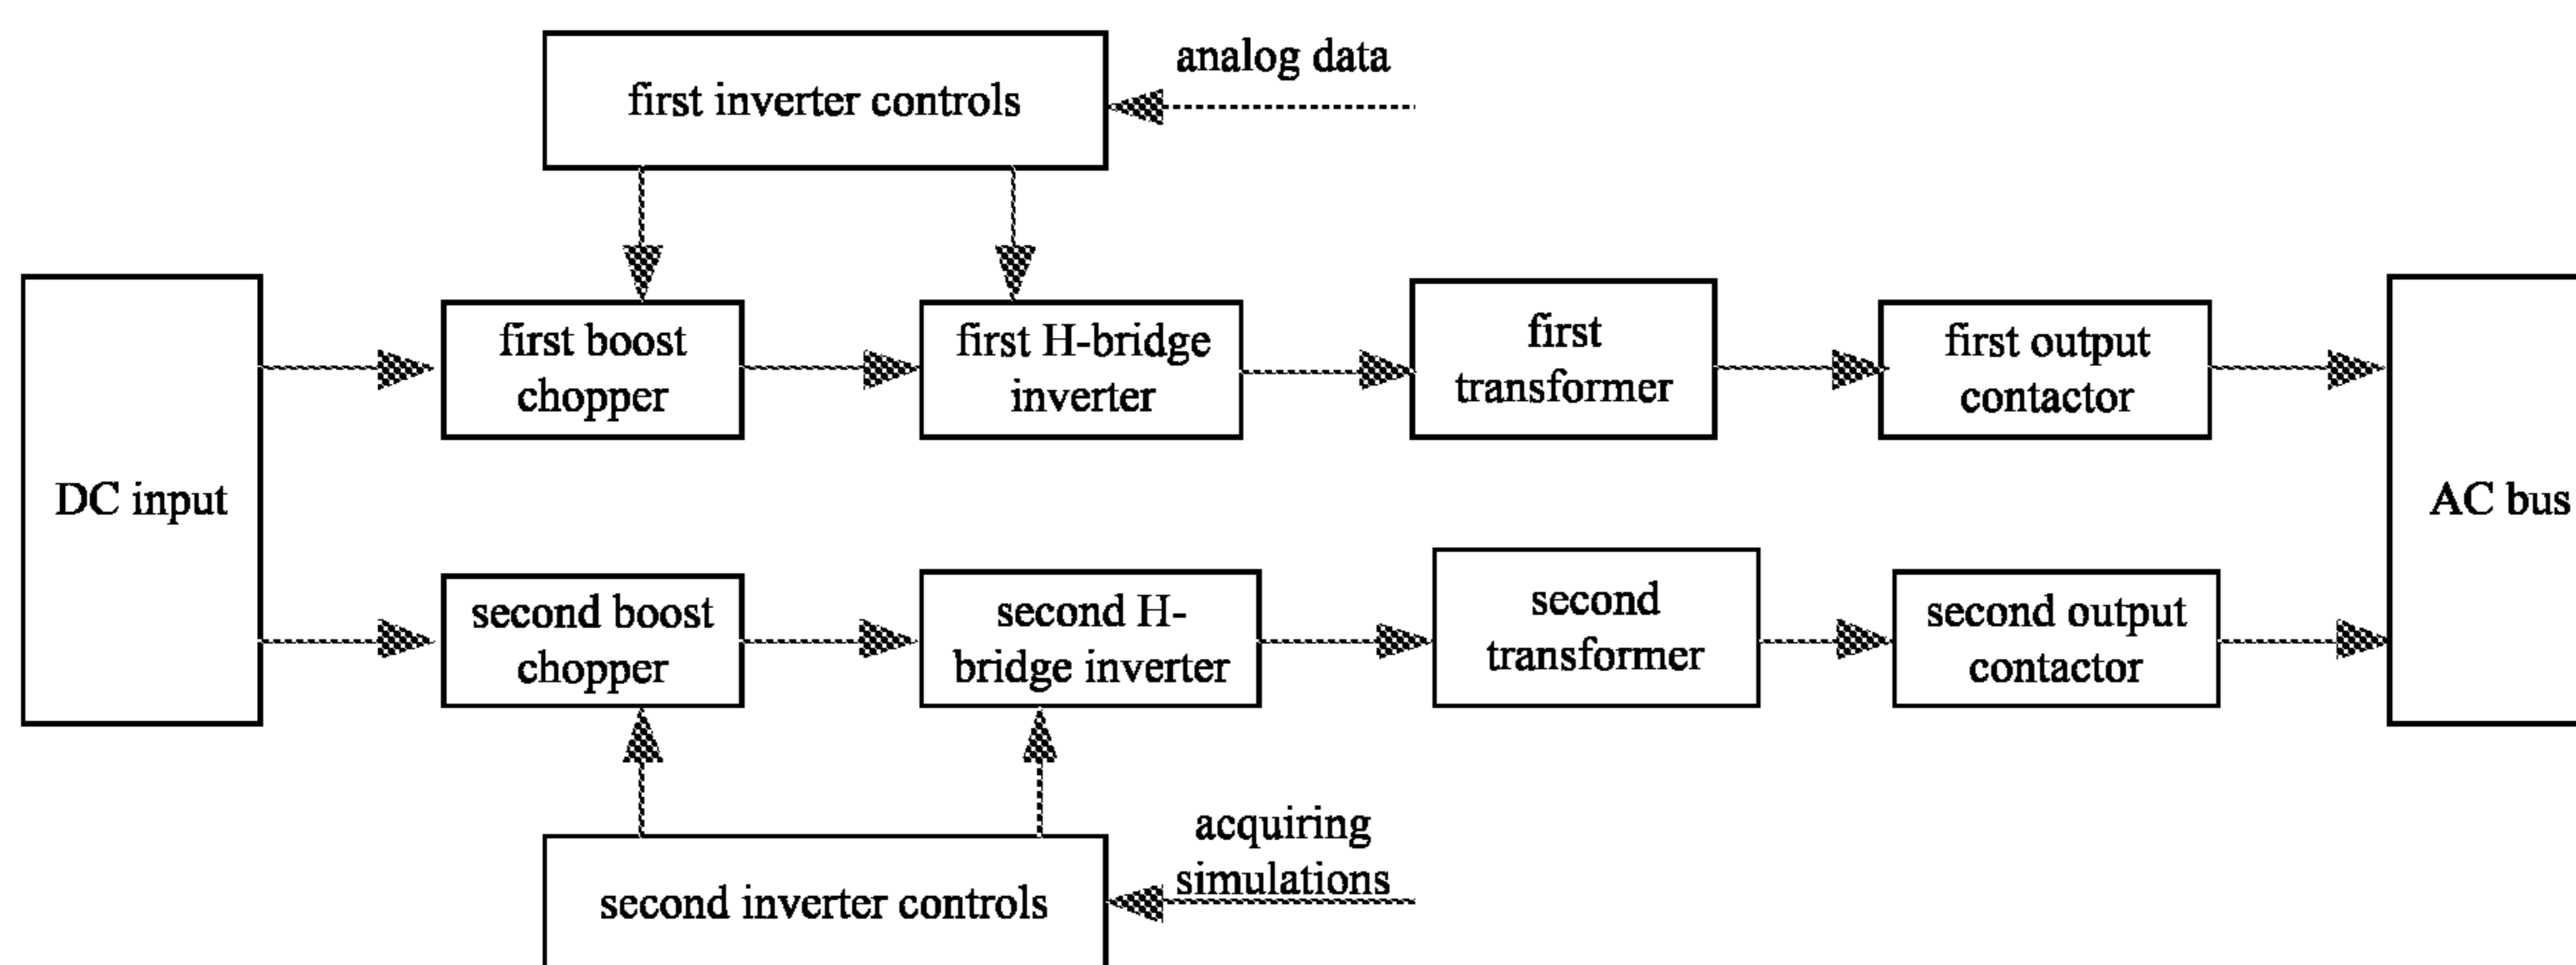 analog data
first inverter controls
first boost
chopper
first H-bridge
inverter
first
transformer
first output
contactor
DC input
AC bus
second boost
chopper
second H-
bridge inverter
second
transformer
second output
contactor
acquiring
simulations
second inverter controls